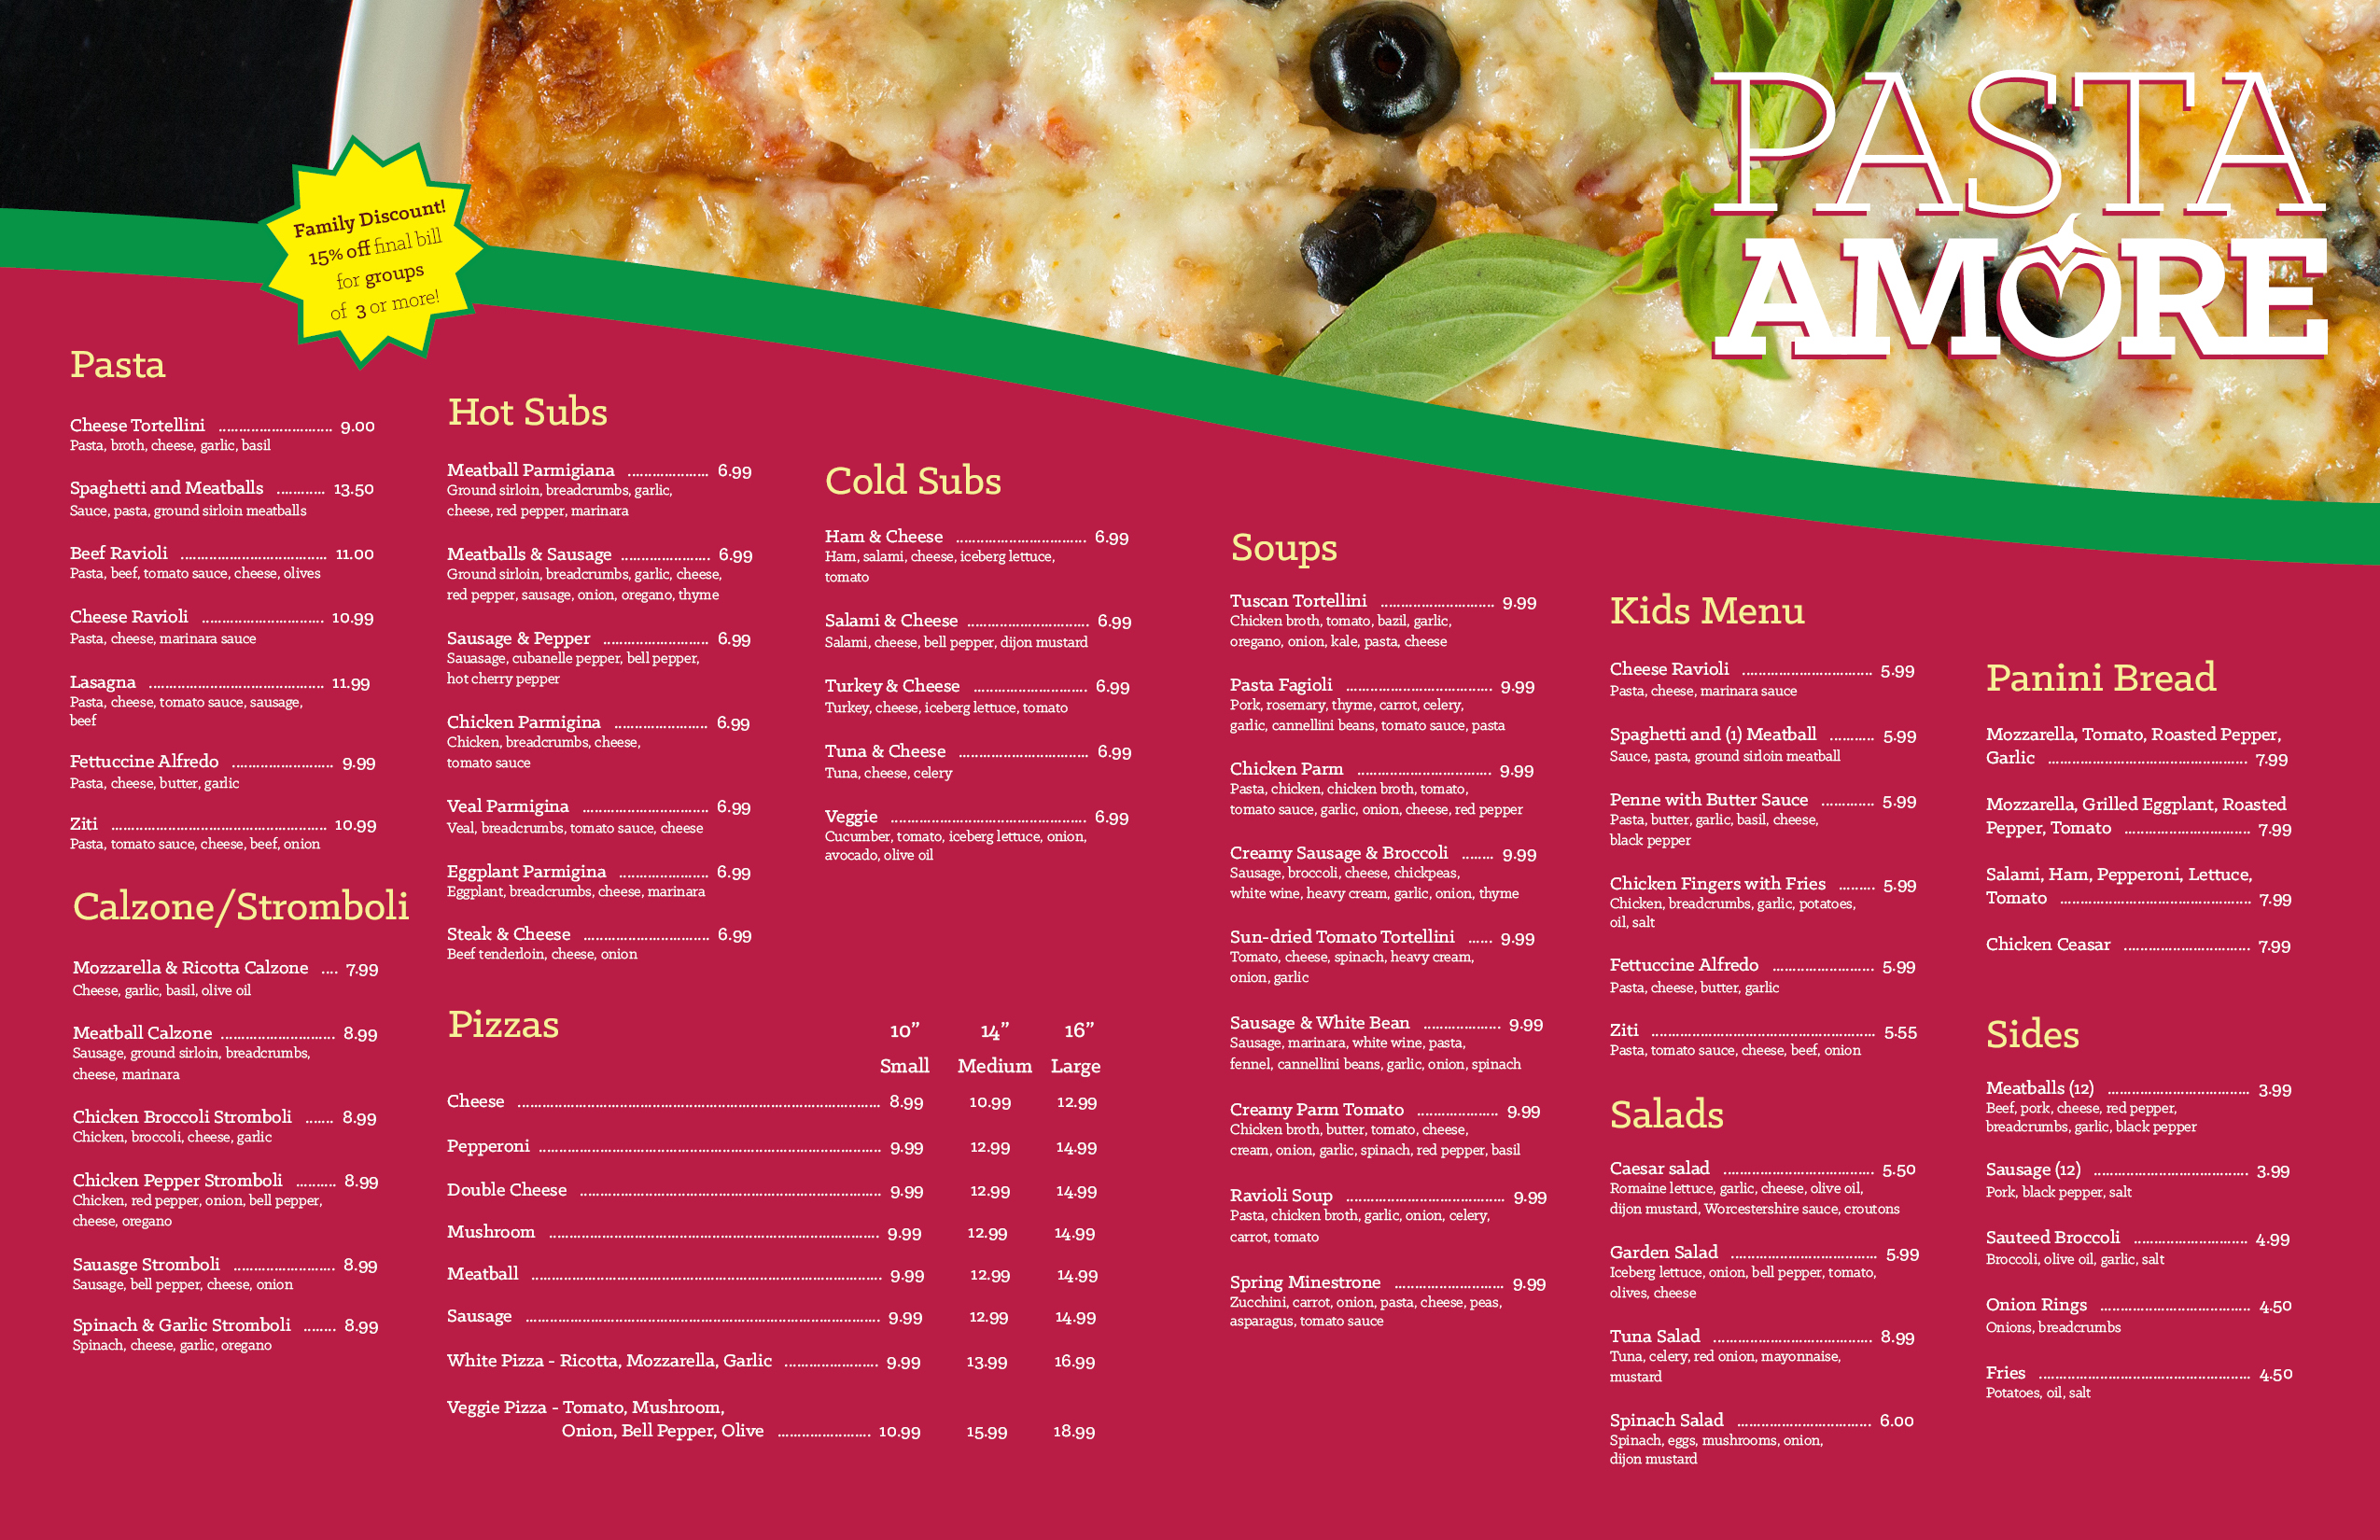 PASTA
AMORE
Family Discount!
15% off final bill
for groups
of 3 or more!
Pasta
Cheese Tortellini ............................ 9.00
Pasta, broth, cheese, garlic, basil
Spaghetti and Meatballs ............ 13.50
Sauce, pasta, ground sirloin meatballs
Beef Ravioli .................................... 11.00
Pasta, beef, tomato sauce, cheese, olives
Cheese Ravioli .............................. 10.99
Pasta, cheese, marinara sauce
Lasagna ........................................... 11.99
Pasta, cheese, tomato sauce, sausage,
beef
Fettuccine Alfredo ......................... 9.99
Pasta, cheese, butter, garlic
Ziti ..................................................... 10.99
Pasta, tomato sauce, cheese, beef, onion
Calzone/Stromboli
Mozzarella & Ricotta Calzone .... 7.99
Cheese, garlic, basil, olive oil
Meatball Calzone ............................ 8.99
Sausage, ground sirloin, breadcrumbs,
cheese, marinara
Chicken Broccoli Stromboli ....... 8.99
Chicken, broccoli, cheese, garlic
Chicken Pepper Stromboli .......... 8.99
Chicken, red pepper, onion, bell pepper,
cheese, oregano
Sauasge Stromboli ......................... 8.99
Sausage, bell pepper, cheese, onion
Spinach & Garlic Stromboli ........ 8.99
Spinach, cheese, garlic, oregano
Hot Subs
Meatball Parmigiana .................... 6.99
Ground sirloin, breadcrumbs, garlic,
cheese, red pepper, marinara
Meatballs & Sausage ...................... 6.99
Ground sirloin, breadcrumbs, garlic, cheese,
red pepper, sausage, onion, oregano, thyme
Sausage & Pepper .......................... 6.99
Sauasage, cubanelle pepper, bell pepper,
hot cherry pepper
Chicken Parmigina ....................... 6.99
Chicken, breadcrumbs, cheese,
tomato sauce
Veal Parmigina ............................... 6.99
Veal, breadcrumbs, tomato sauce, cheese
Eggplant Parmigina ...................... 6.99
Eggplant, breadcrumbs, cheese, marinara
Steak & Cheese ............................... 6.99
Beef tenderloin, cheese, onion
Cold Subs
Ham & Cheese ................................ 6.99
Ham, salami, cheese, iceberg lettuce,
tomato
Salami & Cheese .............................. 6.99
Salami, cheese, bell pepper, dijon mustard
Turkey & Cheese ............................ 6.99
Turkey, cheese, iceberg lettuce, tomato
Tuna & Cheese ................................ 6.99
Tuna, cheese, celery
Veggie ................................................ 6.99
Cucumber, tomato, iceberg lettuce, onion,
avocado, olive oil
Pizzas 10” 14” 16”
Small Medium Large
Cheese ......................................................................................... 8.99 10.99 12.99
Pepperoni .................................................................................... 9.99 12.99 14.99
Double Cheese .......................................................................... 9.99 12.99 14.99
Mushroom ................................................................................. 9.99 12.99 14.99
Meatball ...................................................................................... 9.99 12.99 14.99
Sausage ....................................................................................... 9.99 12.99 14.99
White Pizza - Ricotta, Mozzarella, Garlic ....................... 9.99 13.99 16.99
Veggie Pizza - Tomato, Mushroom,
Onion, Bell Pepper, Olive ....................... 10.99 15.99 18.99
Soups
Tuscan Tortellini ............................ 9.99
Chicken broth, tomato, bazil, garlic,
oregano, onion, kale, pasta, cheese
Pasta Fagioli .................................... 9.99
Pork, rosemary, thyme, carrot, celery,
garlic, cannellini beans, tomato sauce, pasta
Chicken Parm ................................. 9.99
Pasta, chicken, chicken broth, tomato,
tomato sauce, garlic, onion, cheese, red pepper
Creamy Sausage & Broccoli ........ 9.99
Sausage, broccoli, cheese, chickpeas,
white wine, heavy cream, garlic, onion, thyme
Sun-dried Tomato Tortellini ...... 9.99
Tomato, cheese, spinach, heavy cream,
onion, garlic
Sausage & White Bean ................... 9.99
Sausage, marinara, white wine, pasta,
fennel, cannellini beans, garlic, onion, spinach
Creamy Parm Tomato .................... 9.99
Chicken broth, butter, tomato, cheese,
cream, onion, garlic, spinach, red pepper, basil
Ravioli Soup ....................................... 9.99
Pasta, chicken broth, garlic, onion, celery,
carrot, tomato
Spring Minestrone ........................... 9.99
Zucchini, carrot, onion, pasta, cheese, peas,
asparagus, tomato sauce
Kids Menu
Cheese Ravioli ................................ 5.99
Pasta, cheese, marinara sauce
Spaghetti and (1) Meatball ........... 5.99
Sauce, pasta, ground sirloin meatball
Penne with Butter Sauce ............. 5.99
Pasta, butter, garlic, basil, cheese,
black pepper
Chicken Fingers with Fries ......... 5.99
Chicken, breadcrumbs, garlic, potatoes,
oil, salt
Fettuccine Alfredo ......................... 5.99
Pasta, cheese, butter, garlic
Ziti ....................................................... 5.55
Pasta, tomato sauce, cheese, beef, onion
Salads
Caesar salad ..................................... 5.50
Romaine lettuce, garlic, cheese, olive oil,
dijon mustard, Worcestershire sauce, croutons
Garden Salad .................................... 5.99
Iceberg lettuce, onion, bell pepper, tomato,
olives, cheese
Tuna Salad ....................................... 8.99
Tuna, celery, red onion, mayonnaise,
mustard
Spinach Salad ................................. 6.00
Spinach, eggs, mushrooms, onion,
dijon mustard
Panini Bread
Mozzarella, Tomato, Roasted Pepper,
Garlic ................................................. 7.99
Mozzarella, Grilled Eggplant, Roasted
Pepper, Tomato ............................... 7.99
Salami, Ham, Pepperoni, Lettuce,
Tomato ............................................... 7.99
Chicken Ceasar ............................... 7.99
Sides
Meatballs (12) ................................... 3.99
Beef, pork, cheese, red pepper,
breadcrumbs, garlic, black pepper
Sausage (12) ...................................... 3.99
Pork, black pepper, salt
Sauteed Broccoli ............................ 4.99
Broccoli, olive oil, garlic, salt
Onion Rings ..................................... 4.50
Onions, breadcrumbs
Fries .................................................... 4.50
Potatoes, oil, salt